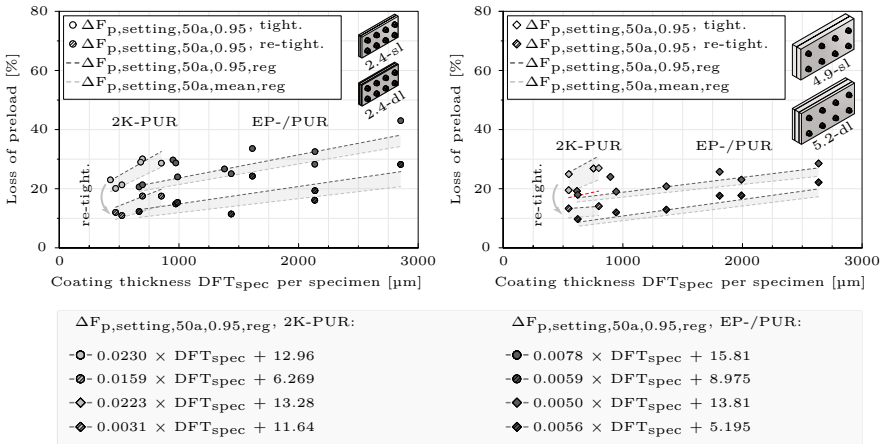 80
60
40
20
0
Loss of preload [%]
ΔFp,setting,50a,0.95, tight.
ΔFp,setting,50a,0.95, re-tight.
ΔFp,setting,50a,0.95,reg
ΔFp,setting,50a,mean,reg
2.4-sl
2.4-dl
2K-PUR
EP-/PUR
re-tight.
0
1000
2000
3000
Coating thickness DFTspec per specimen [µm]
80
60
40
20
0
Loss of preload [%]
ΔFp,setting,50a,0.95, tight.
ΔFp,setting,50a,0.95, re-tight.
ΔFp,setting,50a,0.95,reg
ΔFp,setting,50a,mean,reg
4.9-sl
5.2-dl
2K-PUR
EP-/PUR
re-tight.
0
1000
2000
3000
Coating thickness DFTspec per specimen [µm]
ΔFp,setting,50a,0.95,reg, 2K-PUR:
0.0230 × DFTspec + 12.96
0.0159 × DFTspec + 6.269
0.0223 × DFTspec + 13.28
0.0031 × DFTspec + 11.64
ΔFp,setting,50a,0.95,reg, EP-/PUR:
0.0078 × DFTspec + 15.81
0.0059 × DFTspec + 8.975
0.0050 × DFTspec + 13.81
0.0056 × DFTspec + 5.195